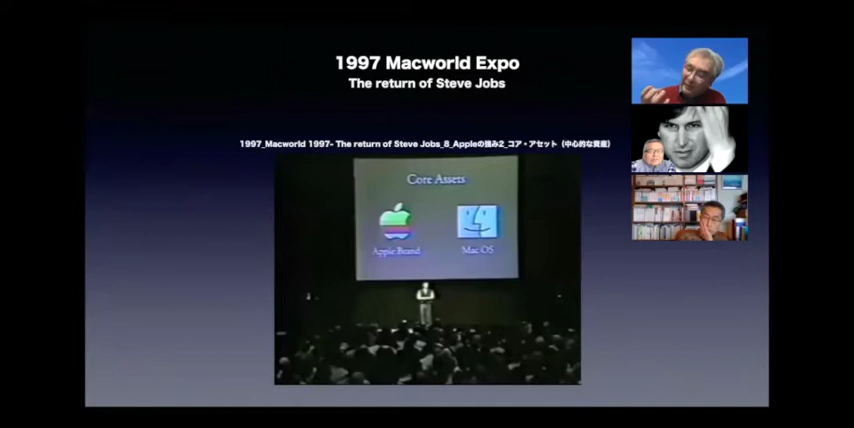 1997 Macworld Expo
The return of Steve Jobs
1997_Macworld 1997- The return of Steve Jobs_8_Appleの強み2_コア・アセット（中心的な資産）
Core Assets
Apple Brand
Mac OS